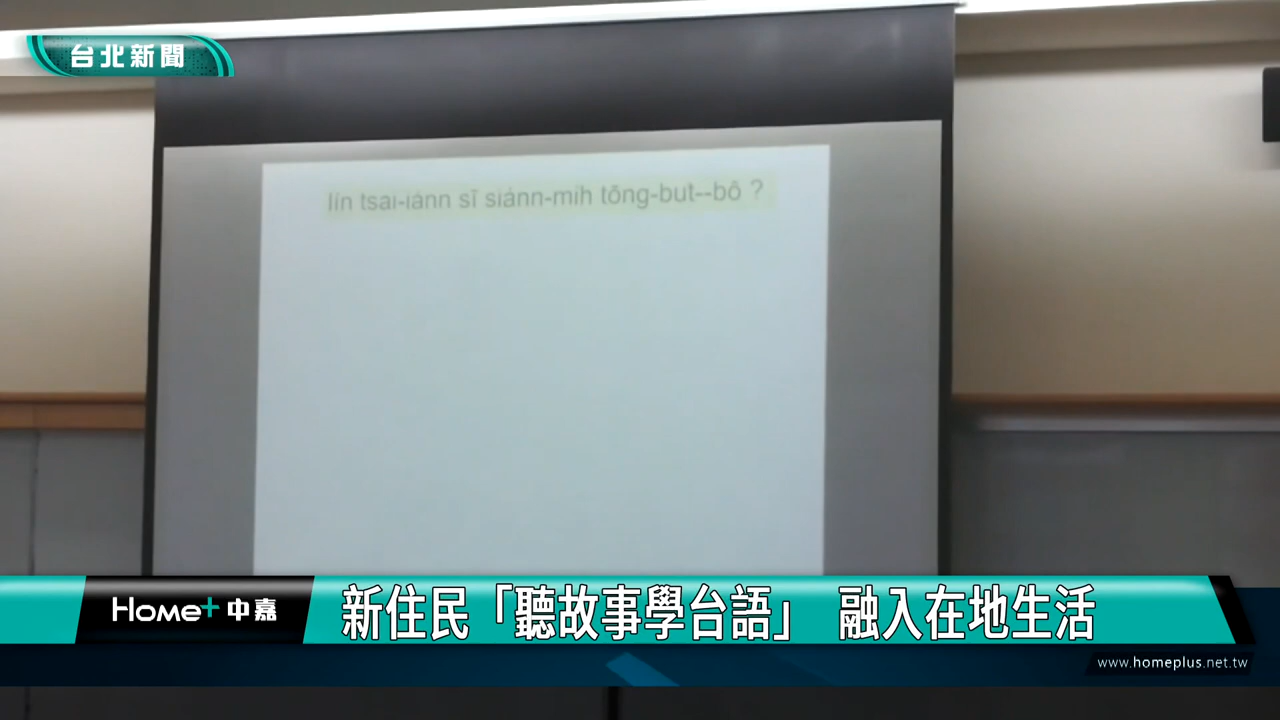 台北新聞
lín tsai-iánn sī siánn-mih tōng-but--bô ?
Home+ 中嘉
新住民「聽故事學台語」 融入在地生活
www.homeplus.net.tw